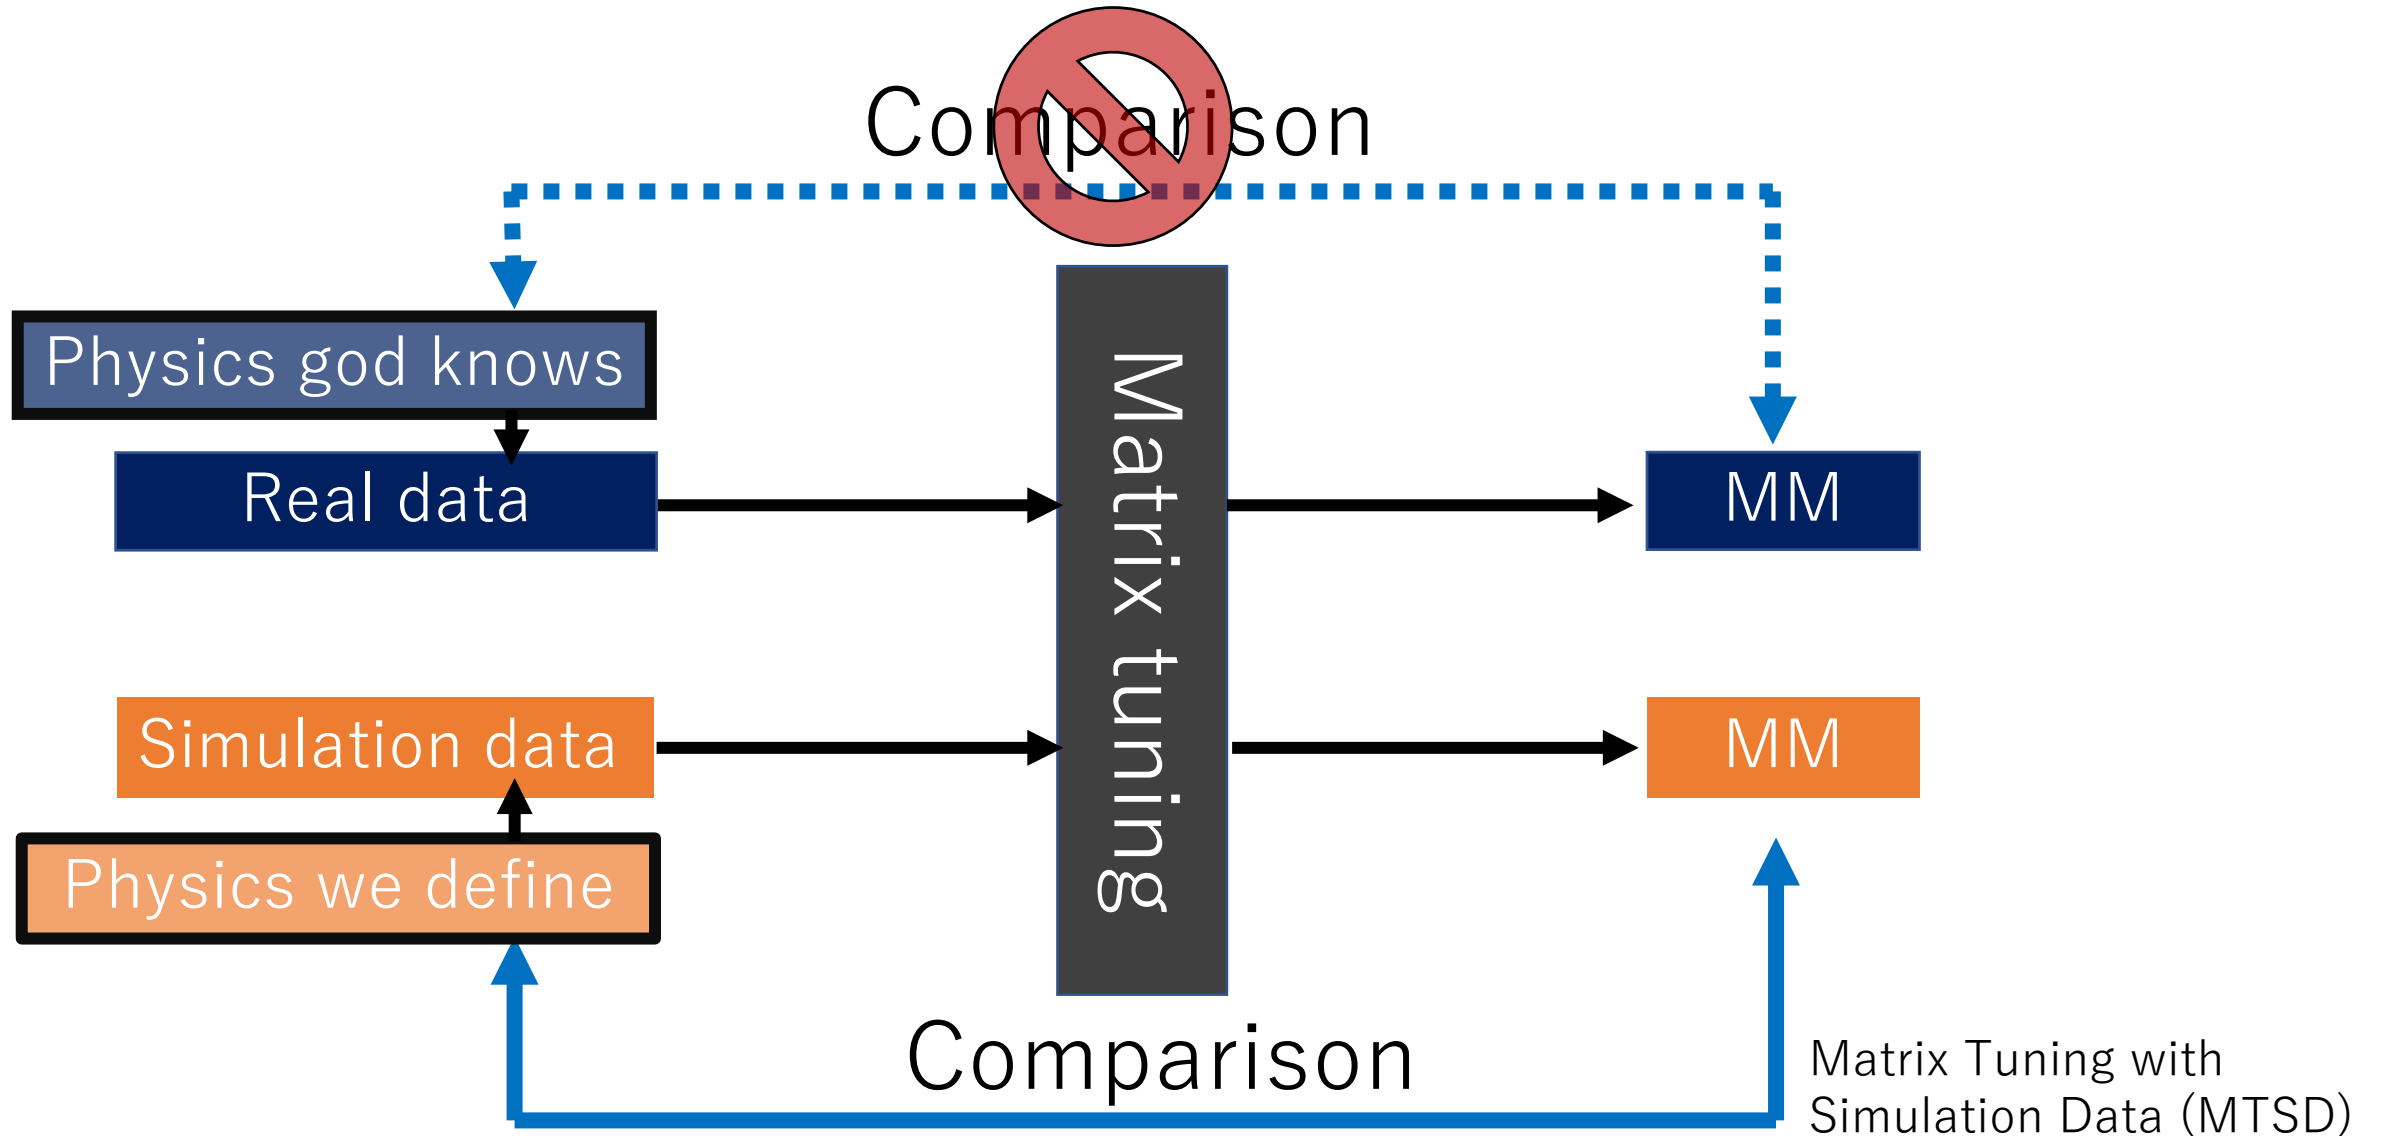 Comparison
Physics god knows
Real data
MM
Matrix tuning
Simulation data
MM
Physics we define
Comparison
Matrix Tuning with
Simulation Data (MTSD)